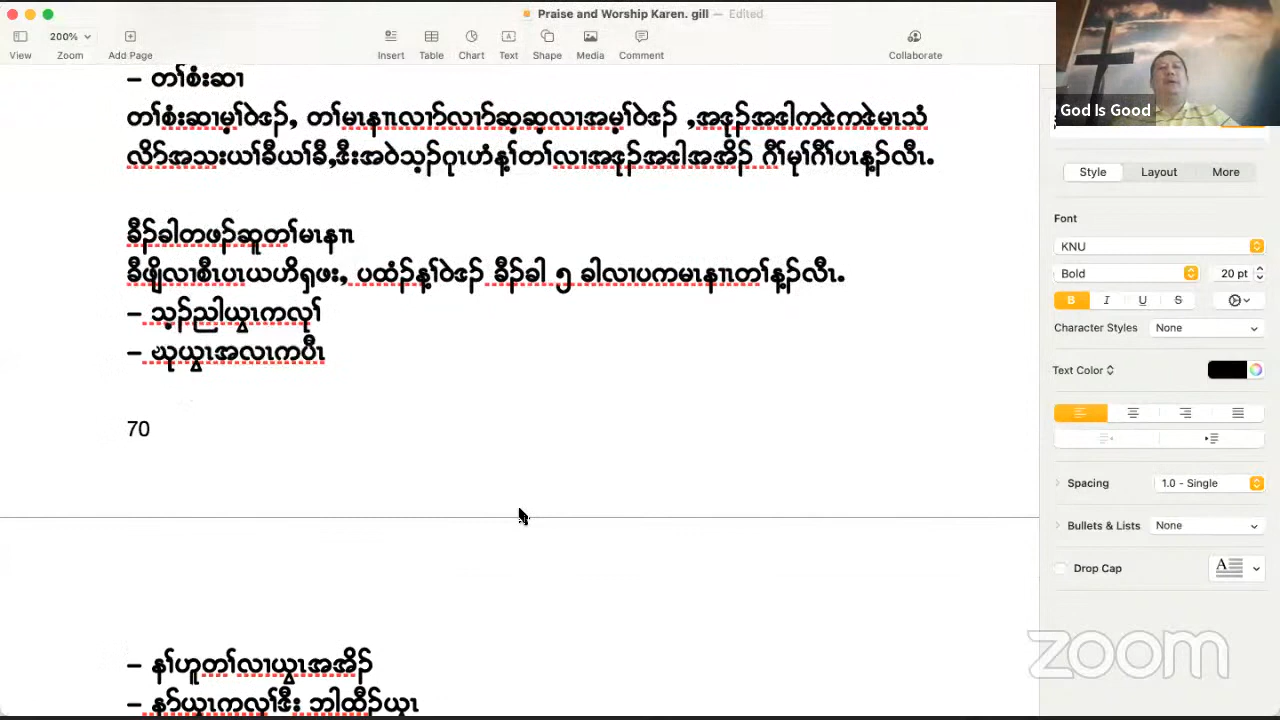 Praise and Worship Karen. gill — Edited
200%
View
Zoom
Add Page
Insert
Table
Chart
Text
Shape
Media
Comment
Collaborate
God Is Good
– တၢ်စံးဆၢ
တၢ်စံးဆၢမ့ၢ်ဝဲဒၣ်, တၢ်မၤနၢၤလၢာ်လၢာ်ဆ့ဆ့လၢအမ့ၢ်ဝဲဒၣ် ,အဒုၣ်အဒါကဒဲကဒဲမၤသံ
လိာ်အသးယၢ်ခီယၢ်ခီ,ဒီးအဝဲသ့ၣ်ဂုၤဟံန့ၢ်တၢ်လၢအဒုၣ်အဒါအအိၣ် ဂီၢ်မုၢ်ဂီၢ်ပၤန့ၣ်လီၤ.
ခီၣ်ခါတဖၣ်ဆူတၢ်မၤနၢၤ
ခီဖျိလၢစီၤပၤယဟိရှဖး, ပထံၣ်န့ၢ်ဝဲဒၣ် ခီၣ်ခါ ၅ ခါလၢပကမၤနၢၤတၢ်န့ၣ်လီၤ.
– သ့ၣ်ညါယွၤကလုၢ်
– ဃုယွၤအလၤကပီၤ
70
– နၢ်ဟူတၢ်လၢယွၤအအိၣ်
– နာ်ယွၤကလုၢ်ဒီး ဘါထီၣ်ယွၤ
Style
Layout
More
Font
KNU
Bold
20 pt
B I U S
Character Styles
None
Text Color
Spacing
1.0 - Single
Bullets & Lists
None
Drop Cap
A
zoom